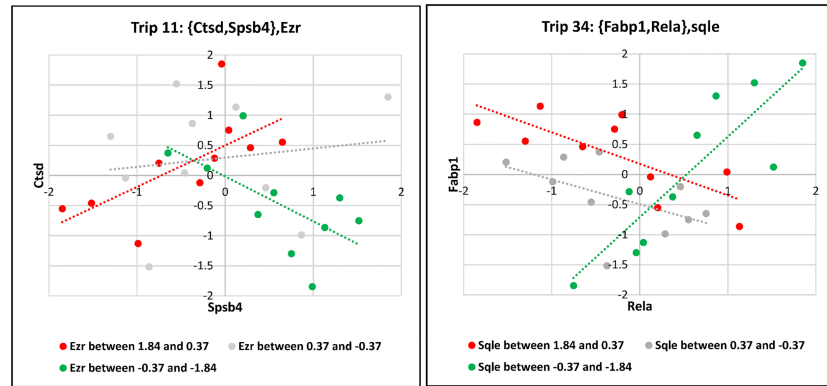 Trip 11: {Ctsd,Spsb4},Ezr
2
1.5
1
0.5
0
-2 -1 0 1 2
-0.5
-1
-1.5
-2
Ctsd
Spsb4
Ezr between 1.84 and 0.37 Ezr between 0.37 and -0.37
Ezr between -0.37 and -1.84
Trip 34: {Fabp1,Rela},sqle
2
1.5
1
0.5
0
-2 -1 0 1 2
-0.5
-1
-1.5
-2
Fabp1
Rela
Sqle between 1.84 and 0.37 Sqle between 0.37 and -0.37
Sqle between -0.37 and -1.84